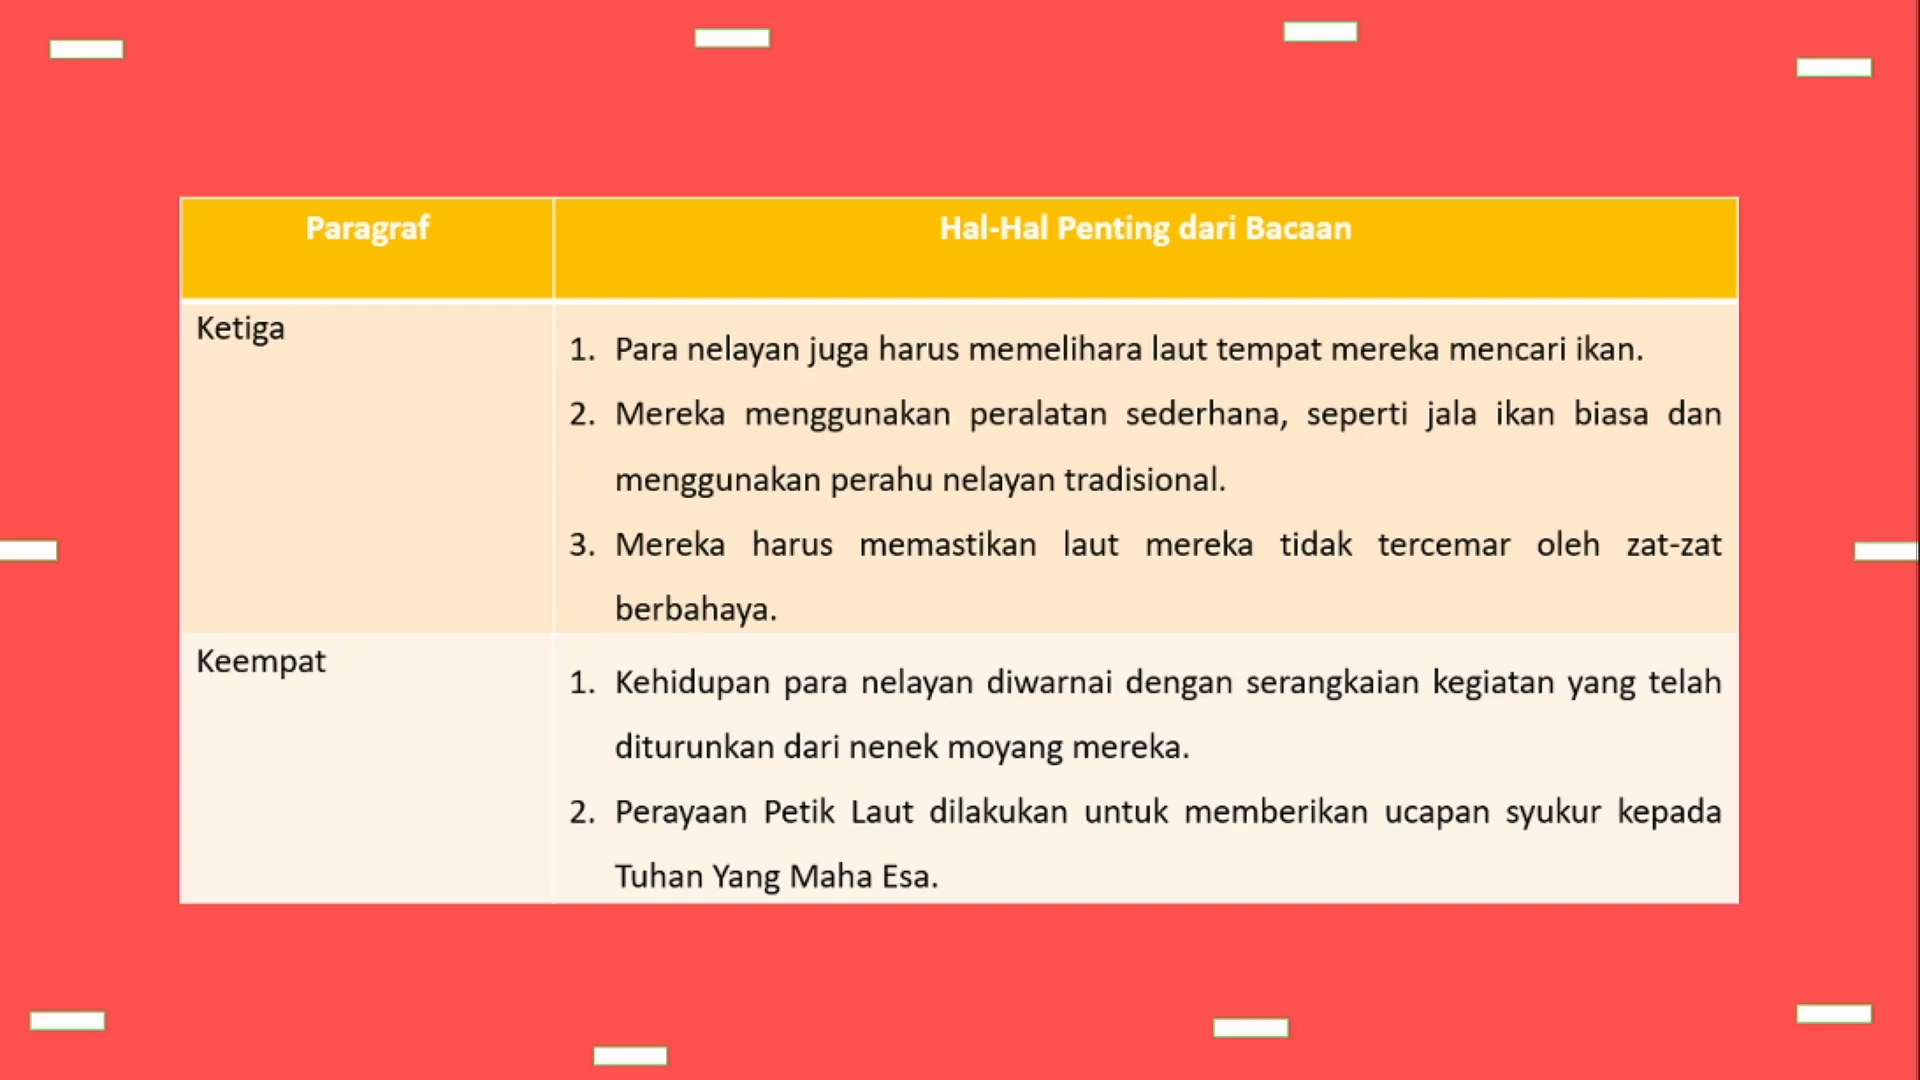 Paragraf
Hal-Hal Penting dari Bacaan
Ketiga
1. Para nelayan juga harus memelihara laut tempat mereka mencari ikan.
2. Mereka menggunakan peralatan sederhana, seperti jala ikan biasa dan
menggunakan perahu nelayan tradisional.
3. Mereka harus memastikan laut mereka tidak tercemar oleh zat-zat
berbahaya.
Keempat
1. Kehidupan para nelayan diwarnai dengan serangkaian kegiatan yang telah
diturunkan dari nenek moyang mereka.
2. Perayaan Petik Laut dilakukan untuk memberikan ucapan syukur kepada
Tuhan Yang Maha Esa.